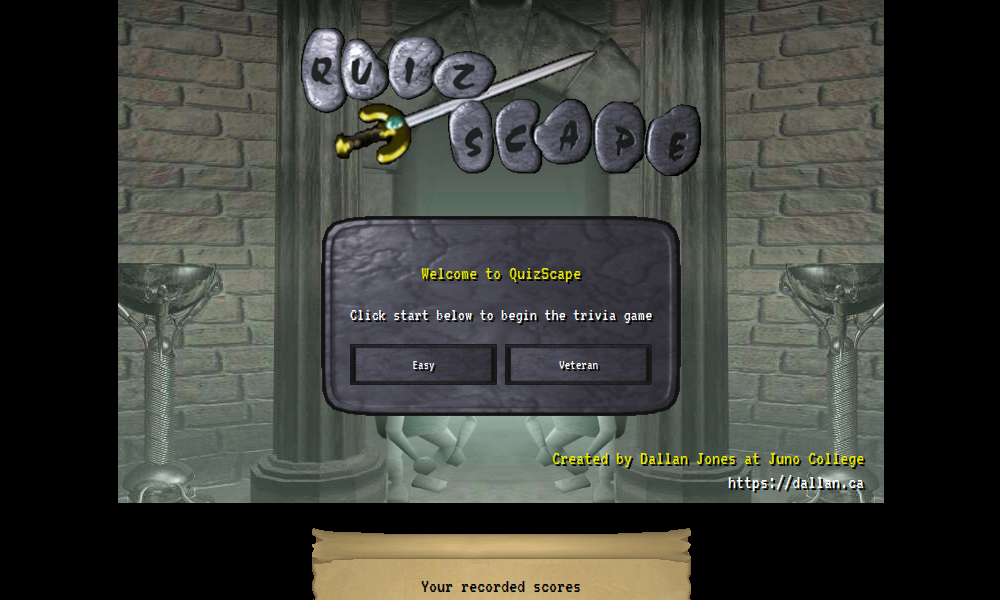 QUIZ
SCAPE
Welcome to QuizScape
Click start below to begin the trivia game
Easy
Veteran
Created by Dallan Jones at Juno College
https://dallan.ca
Your recorded scores